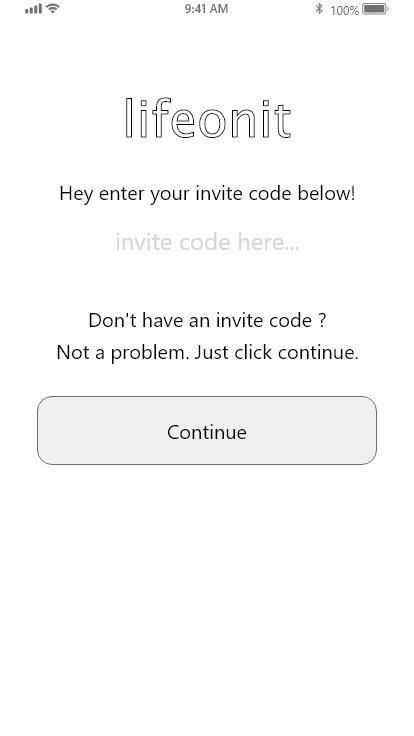 9:41 AM 100%
lifeonit
Hey enter your invite code below!
invite code here...
Don't have an invite code ?
Not a problem. Just click continue.
Continue